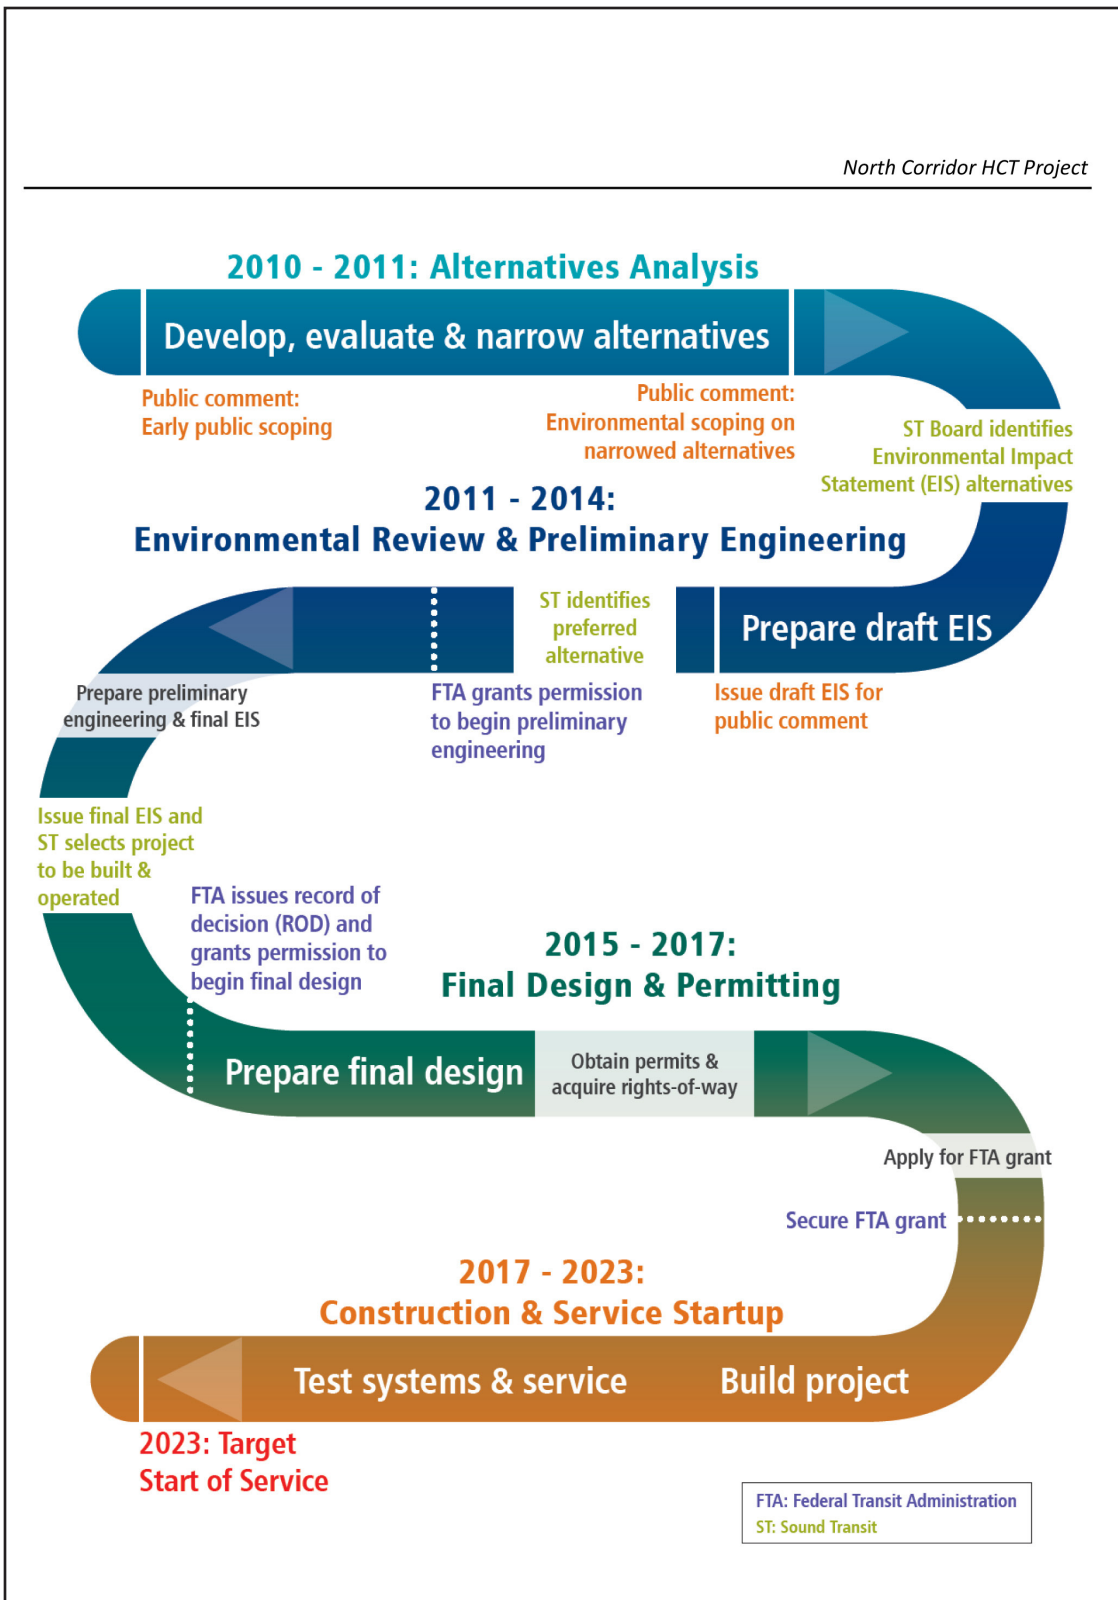 North Corridor HCT Project
2010 - 2011: Alternatives Analysis
Develop, evaluate & narrow alternatives
Public comment:
Early public scoping
Public comment:
Environmental scoping on
narrowed alternatives
ST Board identifies
Environmental Impact
Statement (EIS) alternatives
2011 - 2014:
Environmental Review & Preliminary Engineering
Prepare draft EIS
Issue draft EIS for
public comment
ST identifies
preferred
alternative
FTA grants permission
to begin preliminary
engineering
Prepare preliminary
engineering & final EIS
Issue final EIS and
ST selects project
to be built &
operated
FTA issues record of
decision (ROD) and
grants permission to
begin final design
2015 - 2017:
Final Design & Permitting
Prepare final design
Obtain permits &
acquire rights-of-way
Apply for FTA grant
Secure FTA grant
2017 - 2023:
Construction & Service Startup
Build project
Test systems & service
2023: Target
Start of Service
FTA: Federal Transit Administration
ST: Sound Transit